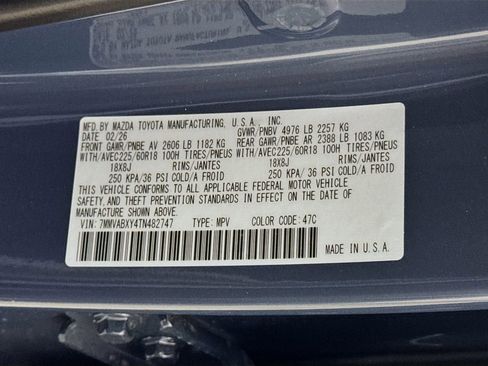 MFD. BY MAZDA TOYOTA MANUFACTURING, U.S.A., INC.
DATE: 02/26 GVWR/PNBV 4976 LB 2257 KG
FRONT GAWR/PNBE AV 2606 LB 1182 KG REAR GAWR/PNBE AR 2388 LB 1083 KG
WITH/AVEC225/60R18 100H TIRES/PNEUS WITH/AVEC225/60R18 100H TIRES/PNEUS
18X8J RIMS/JANTES 18X8J RIMS/JANTES
250 KPA/36 PSI COLD/A FROID 250 KPA/36 PSI COLD/A FROID
THIS VEHICLE CONFORMS TO ALL APPLICABLE FEDERAL MOTOR VEHICLE
SAFETY, AND THEFT PREVENTION STANDARDS IN EFFECT ON THE DATE OF
MANUFACTURE SHOWN ABOVE.
VIN: 7MMVABXY4TN482747 TYPE: MPV COLOR CODE: 47C
MADE IN U.S.A.